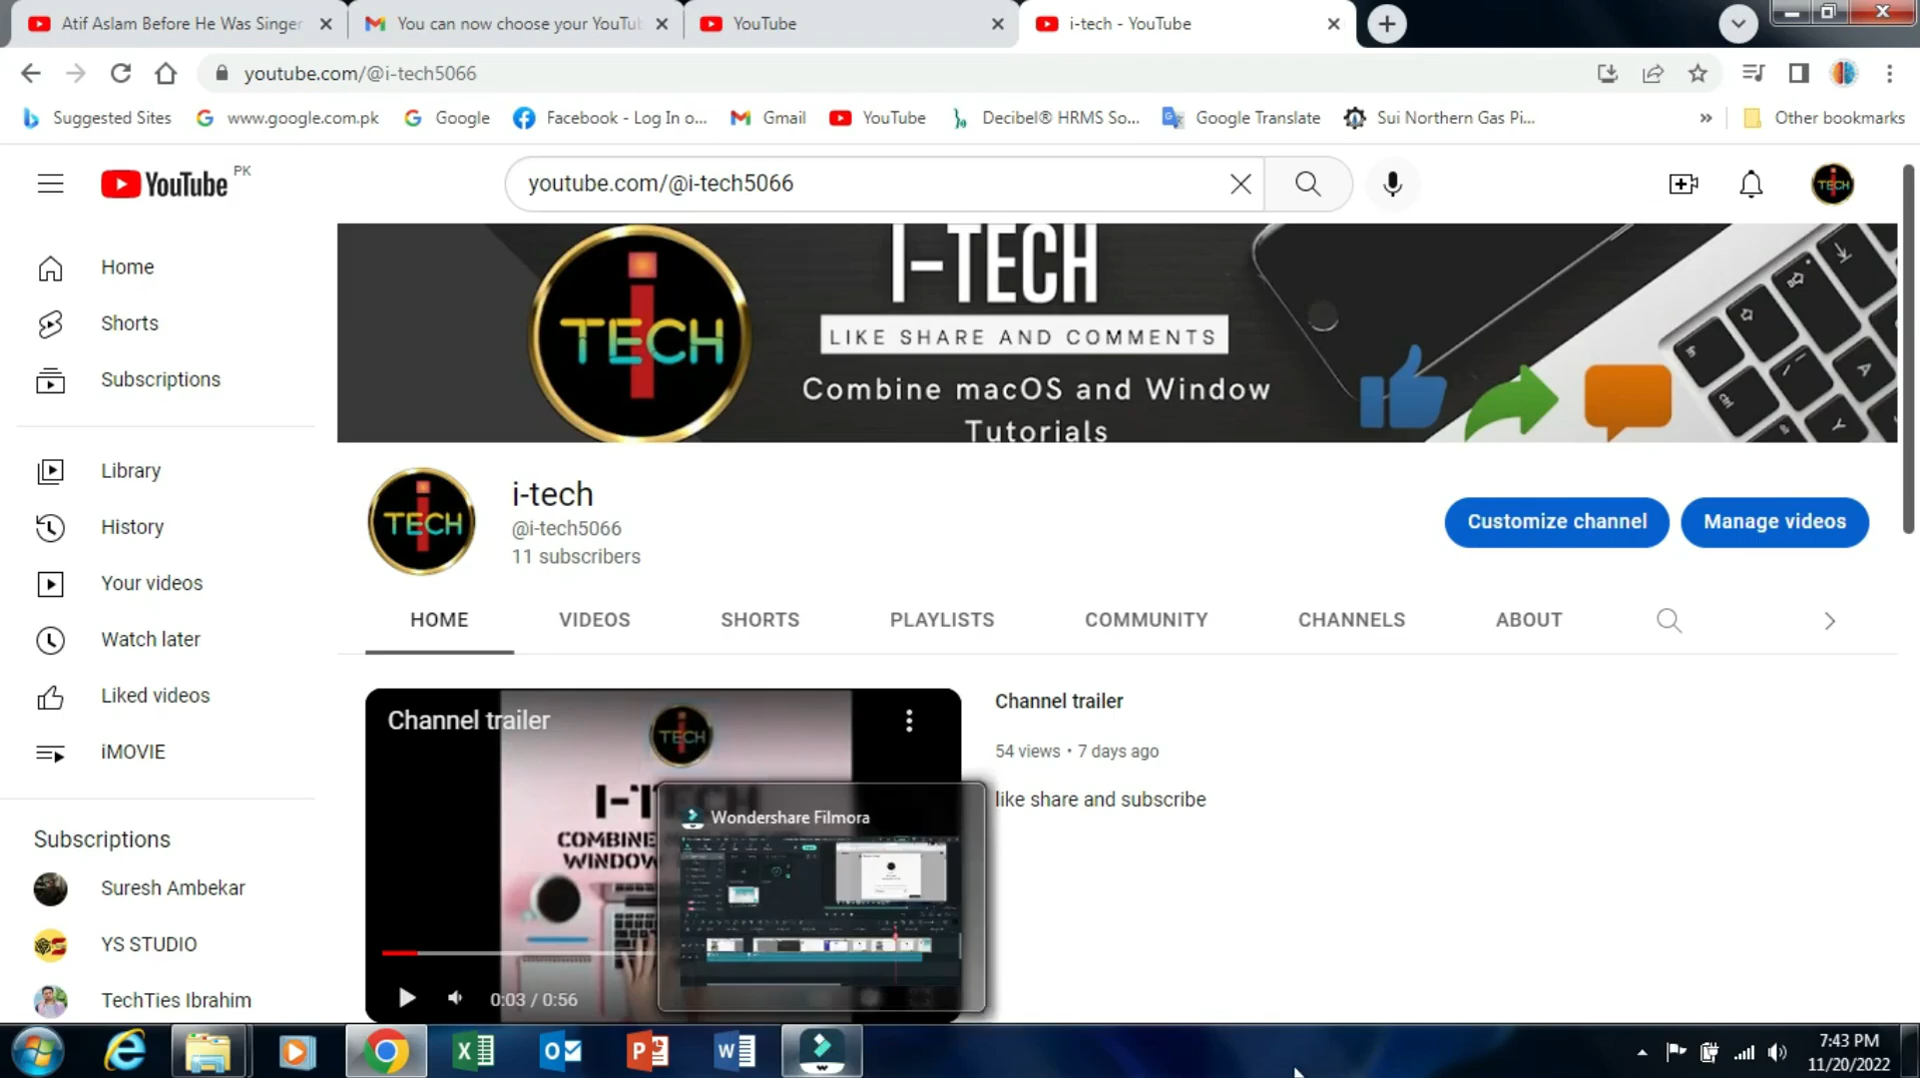 Atif Aslam Before He Was Singer
You can now choose your YouTu
YouTube
i-tech - YouTube
youtube.com/@i-tech5066
Suggested Sites
www.google.com.pk
Google
Facebook - Log In o...
Gmail
YouTube
Decibel® HRMS So...
Google Translate
Sui Northern Gas Pi...
»
Other bookmarks
YouTube PK
youtube.com/@i-tech5066
TECH
Home
Shorts
Subscriptions
Library
History
Your videos
Watch later
Liked videos
iMOVIE
Subscriptions
Suresh Ambekar
YS STUDIO
TechTies Ibrahim
i
TECH
I-TECH
LIKE SHARE AND COMMENTS
Combine macOS and Window
Tutorials
ctrl
A
i
TECH
i-tech
@i-tech5066
11 subscribers
Customize channel
Manage videos
HOME
VIDEOS
SHORTS
PLAYLISTS
COMMUNITY
CHANNELS
ABOUT
Channel trailer
TECH
I-T
COMBINE
WINDOW
0:03 / 0:56
Wondershare Filmora
Channel trailer
54 views • 7 days ago
like share and subscribe
7:43 PM
11/20/2022